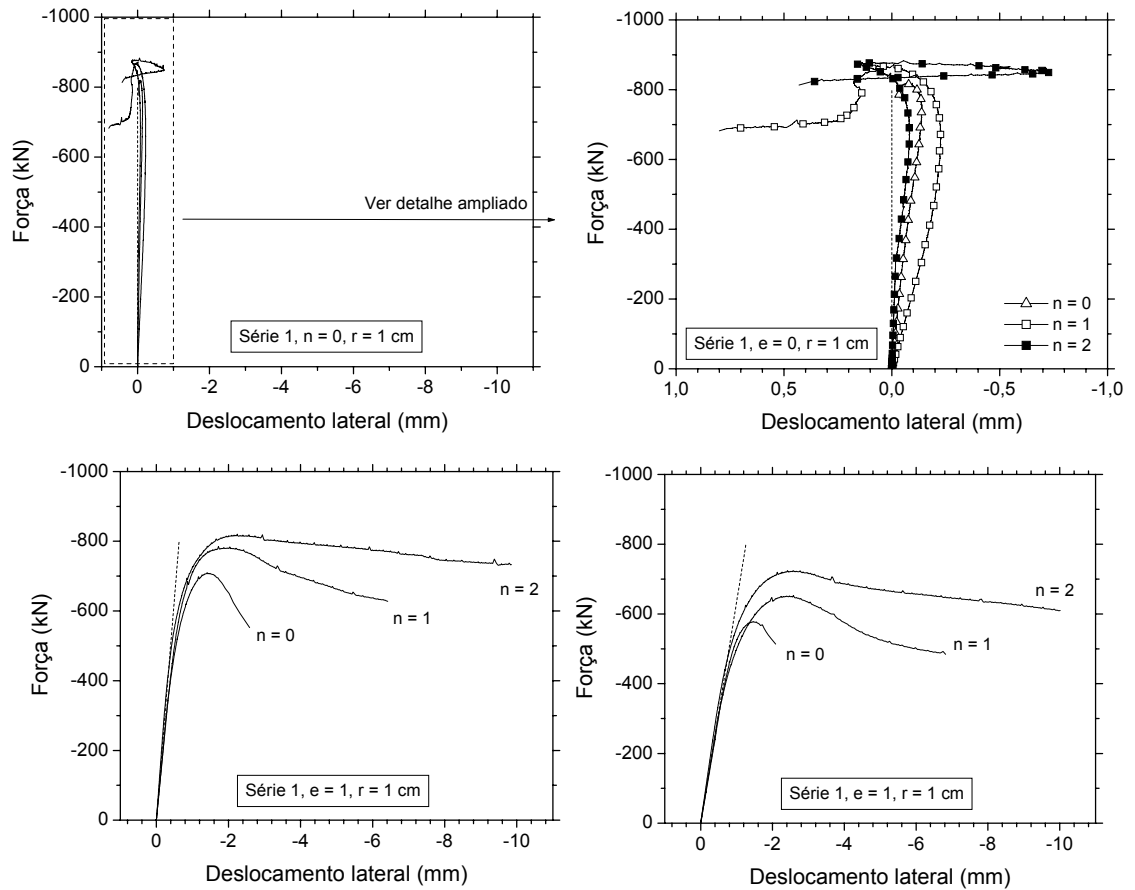 -1000
-800
-600
-400
-200
0
Força (kN)
Ver detalhe ampliado
Série 1, n = 0, r = 1 cm
0
-2
-4
-6
-8
-10
Deslocamento lateral (mm)
-1000
-800
-600
-400
-200
0
Força (kN)
n = 0
n = 1
n = 2
Série 1, e = 0, r = 1 cm
1,0
0,5
0,0
-0,5
-1,0
Deslocamento lateral (mm)
-1000
-800
-600
-400
-200
0
Força (kN)
n = 2
n = 1
n = 0
Série 1, e = 1, r = 1 cm
0
-2
-4
-6
-8
-10
Deslocamento lateral (mm)
-1000
-800
-600
-400
-200
0
Força (kN)
n = 2
n = 1
n = 0
Série 1, e = 1, r = 1 cm
0
-2
-4
-6
-8
-10
Deslocamento lateral (mm)